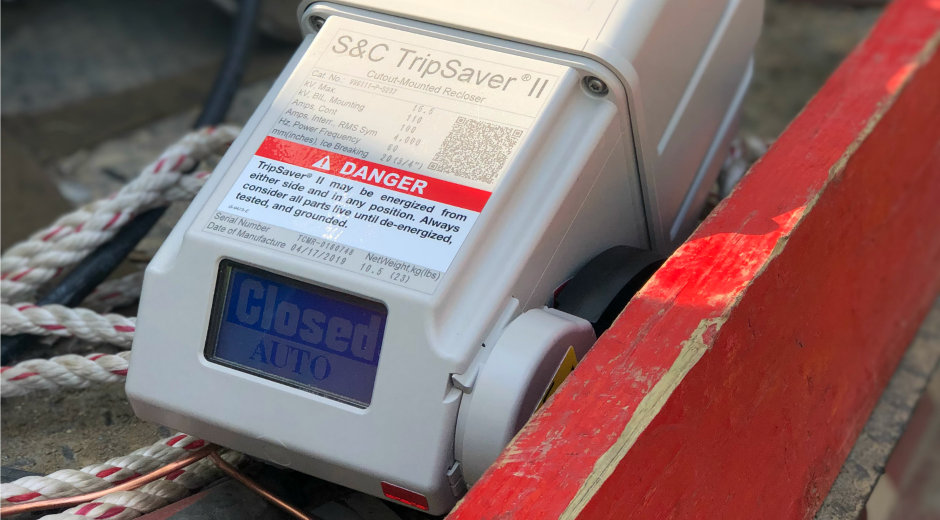 S&C TripSaver® II
Cutout-Mounted Recloser
Cat. No.
kV, Max. 15.5
kV, BIL, Mounting 110
Amps, Cont 100
Amps, Interr., RMS Sym 4,000
Hz, Power Frequency 60
mm(inches), Ice Breaking 20(3/4")
DANGER
TripSaver® II may be energized from
either side and in any position. Always
consider all parts live until de-energized,
tested, and grounded.
Serial Number
Date of Manufacture 04/17/2019 NetWeight,kg(lbs) 10.5 (23)
Closed
AUTO